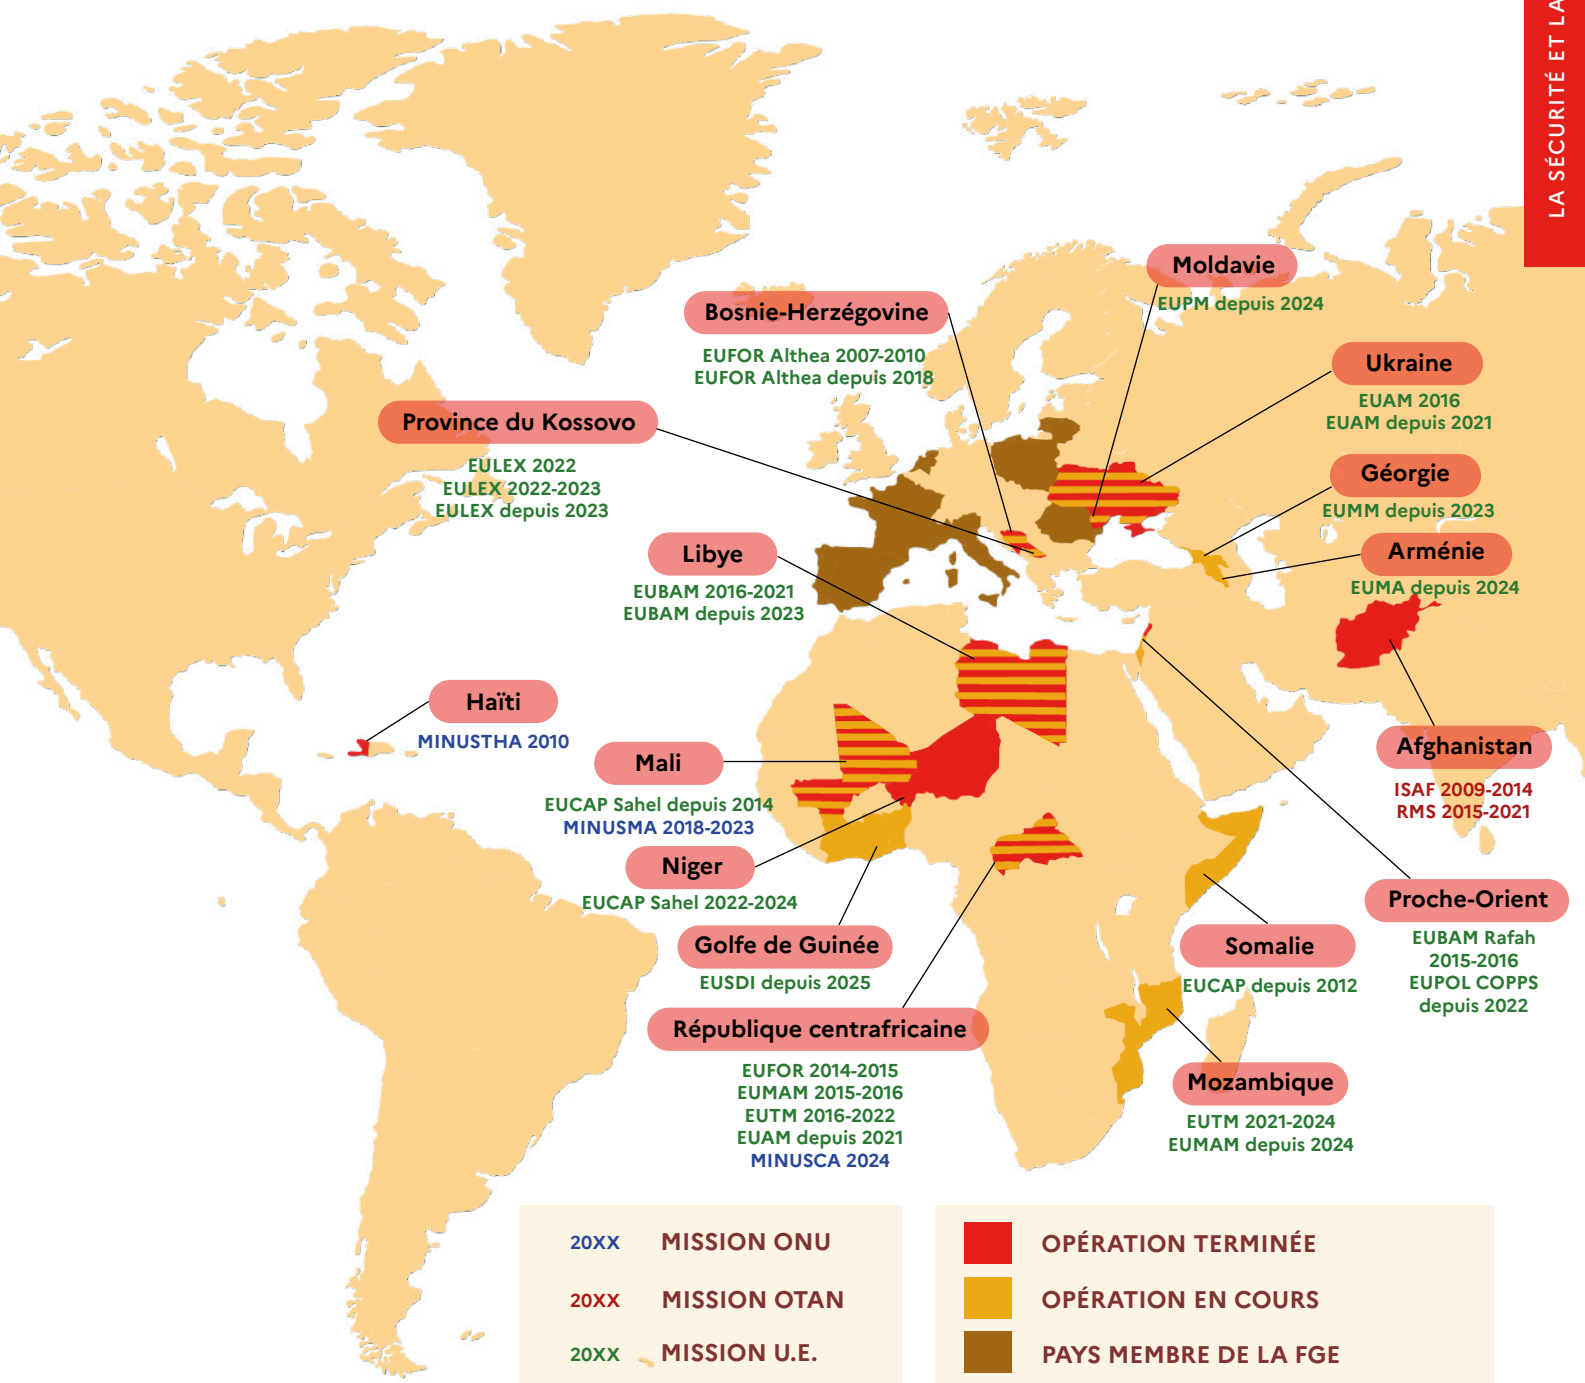 LA SÉCURITÉ ET LA
Moldavie
EUPM depuis 2024
Bosnie-Herzégovine
EUFOR Althea 2007-2010
EUFOR Althea depuis 2018
Ukraine
EUAM 2016
EUAM depuis 2021
Province du Kossovo
EULEX 2022
EULEX 2022-2023
EULEX depuis 2023
Géorgie
EUMM depuis 2023
Libye
EUBAM 2016-2021
EUBAM depuis 2023
Arménie
EUMA depuis 2024
Haïti
MINUSTHA 2010
Mali
EUCAP Sahel depuis 2014
MINUSMA 2018-2023
Afghanistan
ISAF 2009-2014
RMS 2015-2021
Niger
EUCAP Sahel 2022-2024
Proche-Orient
EUBAM Rafah
2015-2016
EUPOL COPPS
depuis 2022
Golfe de Guinée
EUSDI depuis 2025
Somalie
EUCAP depuis 2012
République centrafricaine
EUFOR 2014-2015
EUMAM 2015-2016
EUTM 2016-2022
EUAM depuis 2021
MINUSCA 2024
Mozambique
EUTM 2021-2024
EUMAM depuis 2024
20XX MISSION ONU
20XX MISSION OTAN
20XX MISSION U.E.
OPÉRATION TERMINÉE
OPÉRATION EN COURS
PAYS MEMBRE DE LA FGE